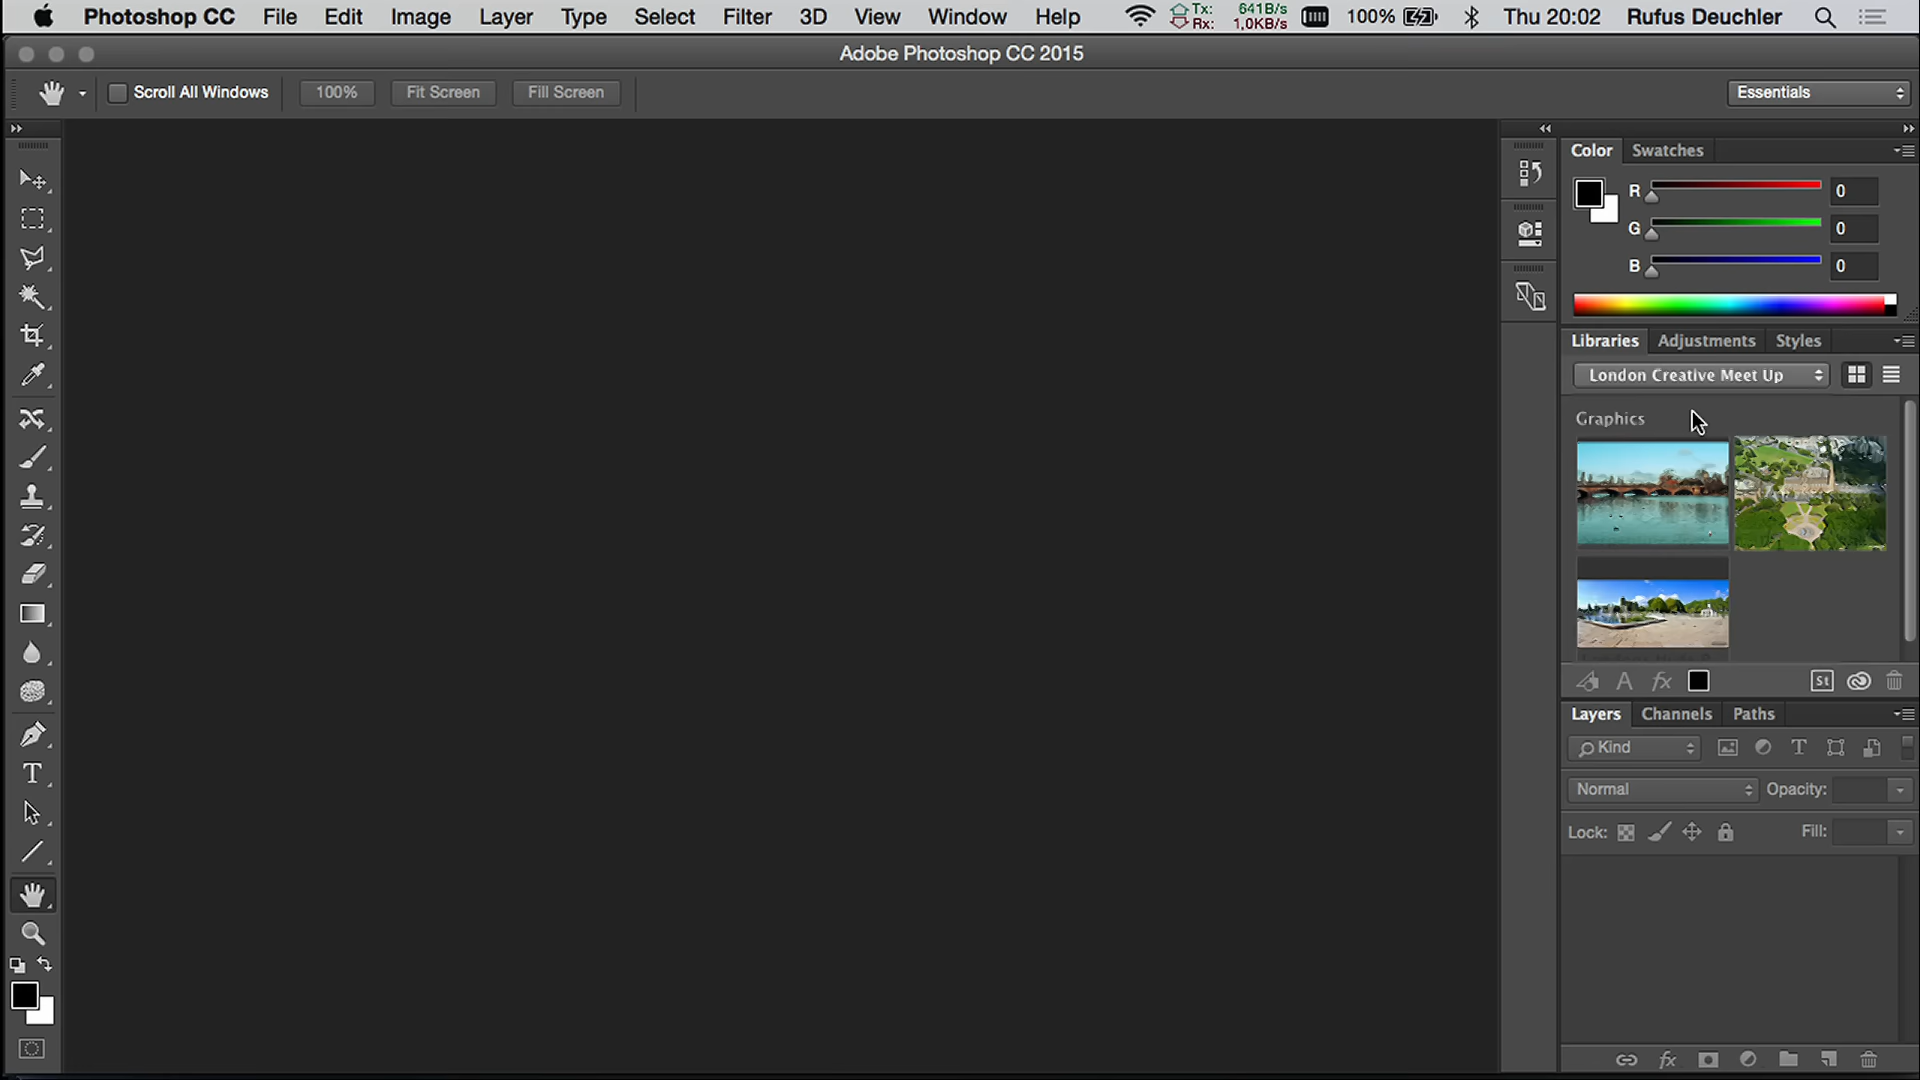 Photoshop CC File Edit Image Layer Type Select Filter 3D View Window Help Tx: 641B/s Rx: 1,0KB/s 100% Thu 20:02 Rufus Deuchler
Adobe Photoshop CC 2015
Scroll All Windows 100% Fit Screen Fill Screen Essentials
Color Swatches
R 0
G 0
B 0
Libraries Adjustments Styles
London Creative Meet Up
Graphics
A fx St
Layers Channels Paths
Kind T
Normal Opacity:
Lock: Fill:
T
fx